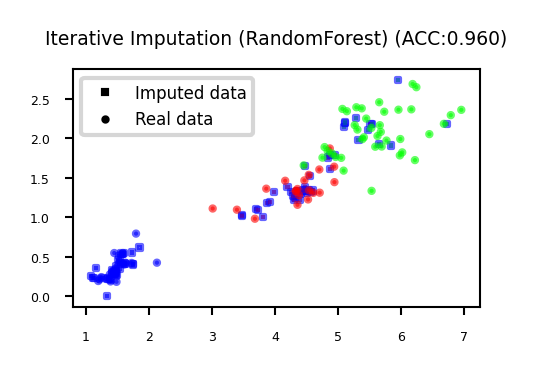 Iterative Imputation (RandomForest) (ACC:0.960)
Imputed data
Real data
2.5
2.0
1.5
1.0
0.5
0.0
1 2 3 4 5 6 7